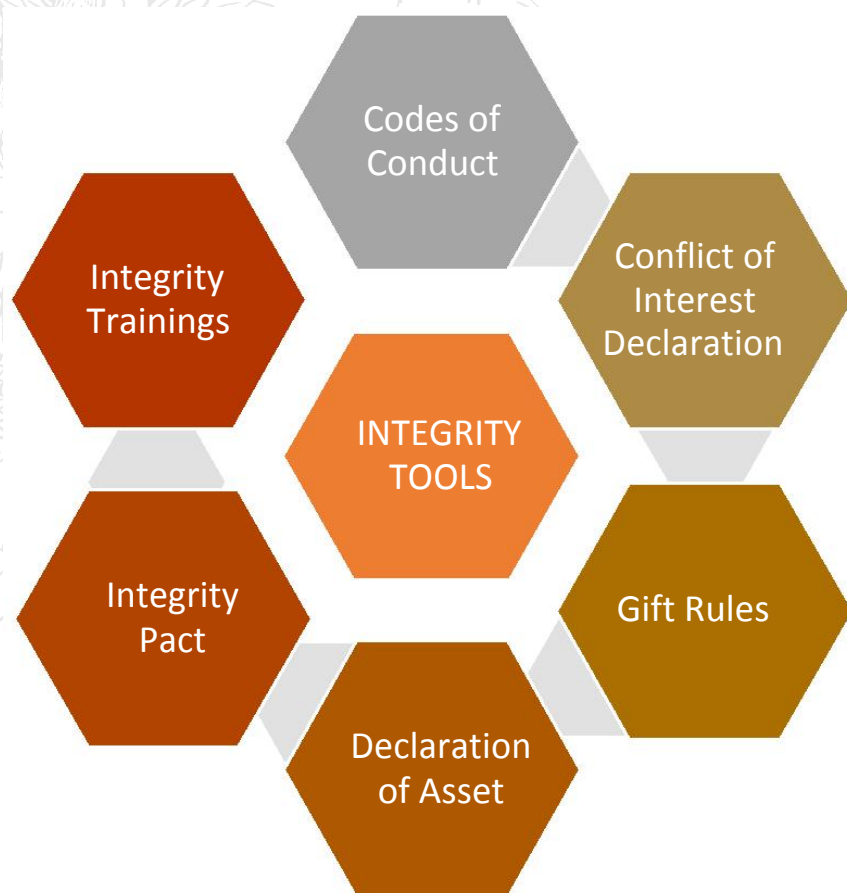 Codes of
Conduct
Conflict of
Interest
Declaration
Gift Rules
Declaration
of Asset
Integrity
Pact
Integrity
Trainings
INTEGRITY
TOOLS